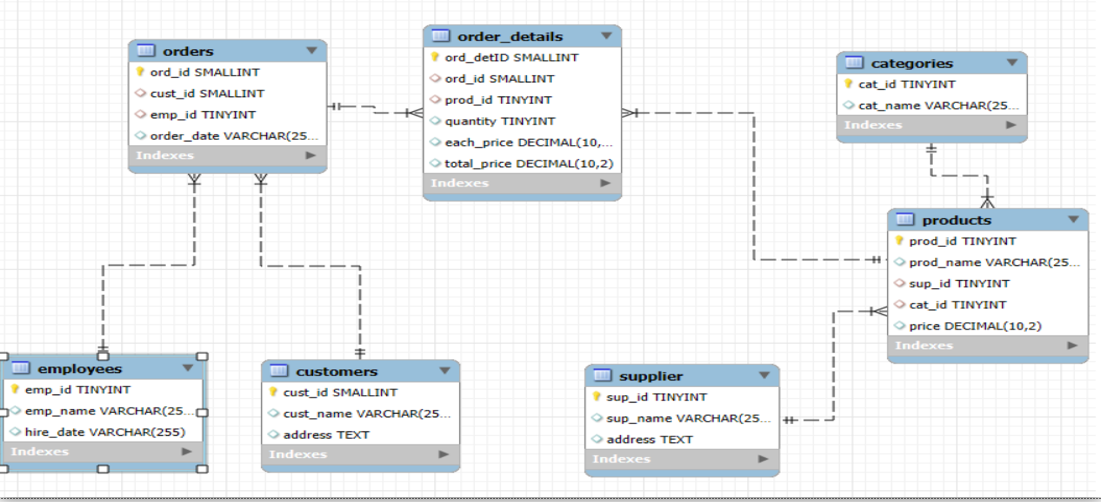 orders
ord_id SMALLINT
cust_id SMALLINT
emp_id TINYINT
order_date VARCHAR(25...
Indexes
order_details
ord_detID SMALLINT
ord_id SMALLINT
prod_id TINYINT
quantity TINYINT
each_price DECIMAL(10,...
total_price DECIMAL(10,2)
Indexes
categories
cat_id TINYINT
cat_name VARCHAR(25...
Indexes
products
prod_id TINYINT
prod_name VARCHAR(25...
sup_id TINYINT
cat_id TINYINT
price DECIMAL(10,2)
Indexes
employees
emp_id TINYINT
emp_name VARCHAR(25...
hire_date VARCHAR(255)
Indexes
customers
cust_id SMALLINT
cust_name VARCHAR(25...
address TEXT
Indexes
supplier
sup_id TINYINT
sup_name VARCHAR(25...
address TEXT
Indexes